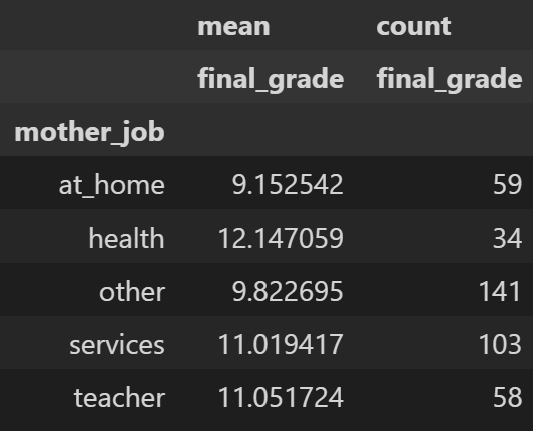 mean count
final_grade final_grade
mother_job
at_home 9.152542 59
health 12.147059 34
other 9.822695 141
services 11.019417 103
teacher 11.051724 58